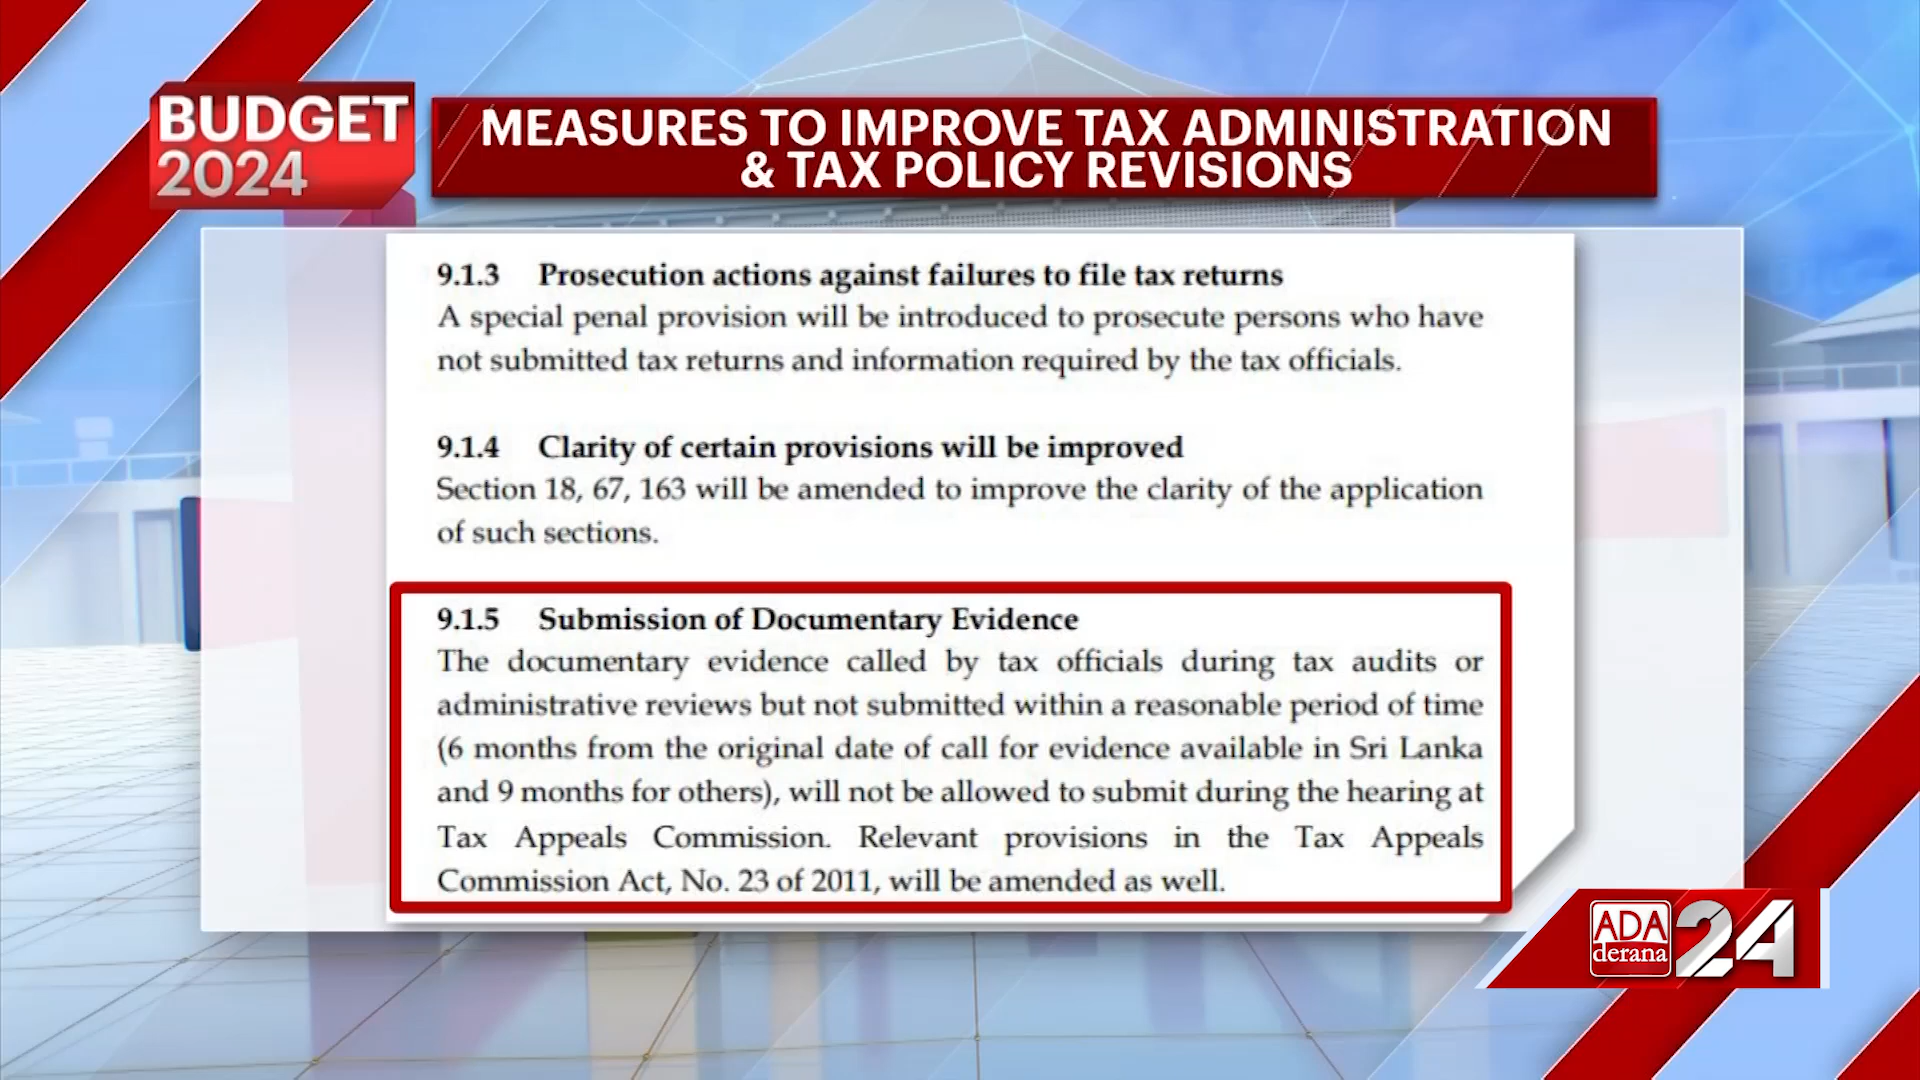 BUDGET
2024
MEASURES TO IMPROVE TAX ADMINISTRATION
& TAX POLICY REVISIONS
9.1.3 Prosecution actions against failures to file tax returns
A special penal provision will be introduced to prosecute persons who have
not submitted tax returns and information required by the tax officials.
9.1.4 Clarity of certain provisions will be improved
Section 18, 67, 163 will be amended to improve the clarity of the application
of such sections.
9.1.5 Submission of Documentary Evidence
The documentary evidence called by tax officials during tax audits or
administrative reviews but not submitted within a reasonable period of time
(6 months from the original date of call for evidence available in Sri Lanka
and 9 months for others), will not be allowed to submit during the hearing at
Tax Appeals Commission. Relevant provisions in the Tax Appeals
Commission Act, No. 23 of 2011, will be amended as well.
ADA
derana
24